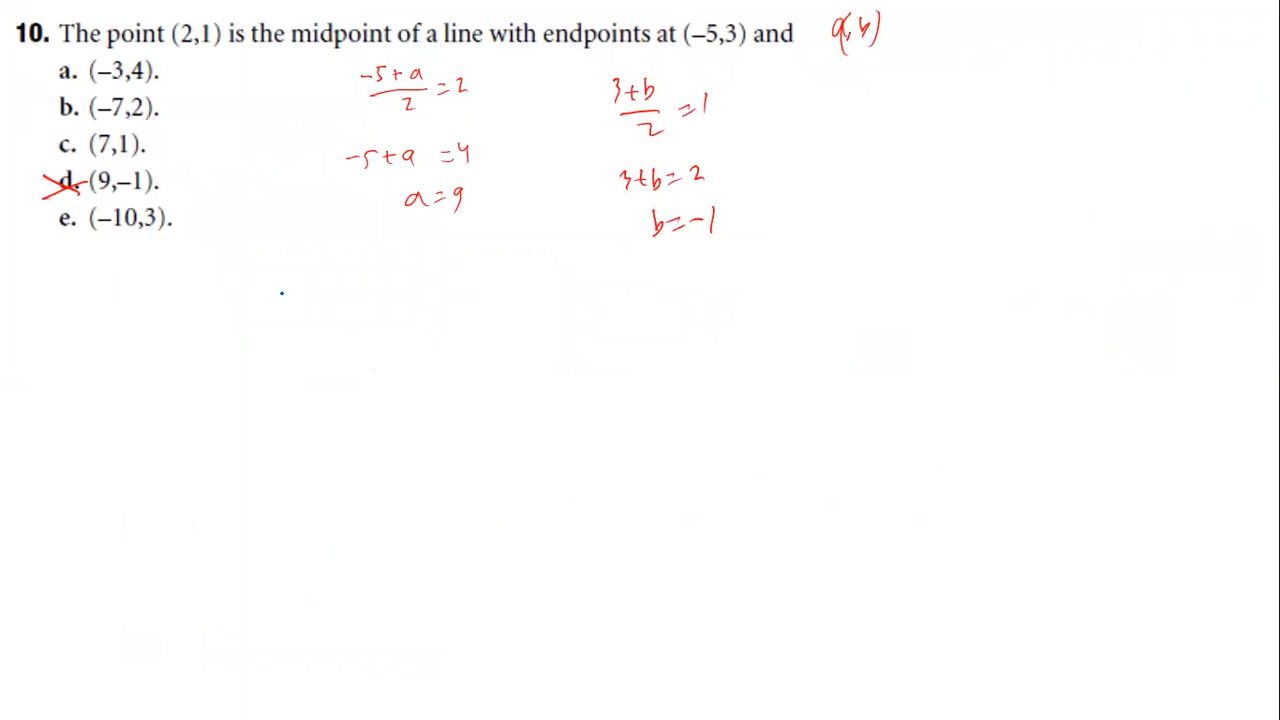 10. The point (2,1) is the midpoint of a line with endpoints at (–5,3) and (a, b)
a. (–3,4).
b. (–7,2).
c. (7,1).
d. (9,–1).
e. (–10,3).
-5+a/2 = 2
-5+a = 4
a = 9
3+b/2 = 1
3+b = 2
b = -1